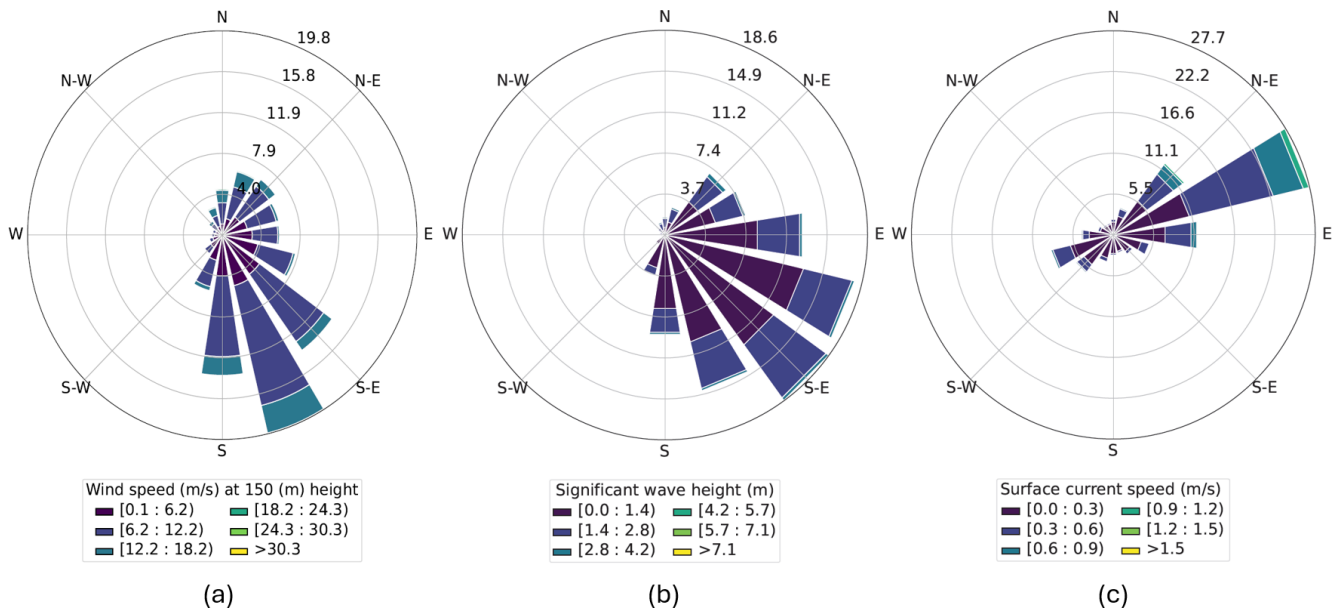 N
19.8
15.8
11.9
7.9
4.0
N-W
N-E
W
E
S-W
S-E
S
Wind speed (m/s) at 150 (m) height
[0.1 : 6.2)
[6.2 : 12.2)
[12.2 : 18.2)
[18.2 : 24.3)
[24.3 : 30.3)
>30.3
(a)
N
18.6
14.9
11.2
7.4
3.7
N-W
N-E
W
E
S-W
S-E
S
Significant wave height (m)
[0.0 : 1.4)
[1.4 : 2.8)
[2.8 : 4.2)
[4.2 : 5.7)
[5.7 : 7.1)
>7.1
(b)
N
27.7
22.2
16.6
11.1
5.5
N-W
N-E
W
E
S-W
S-E
S
Surface current speed (m/s)
[0.0 : 0.3)
[0.3 : 0.6)
[0.6 : 0.9)
[0.9 : 1.2)
[1.2 : 1.5)
>1.5
(c)